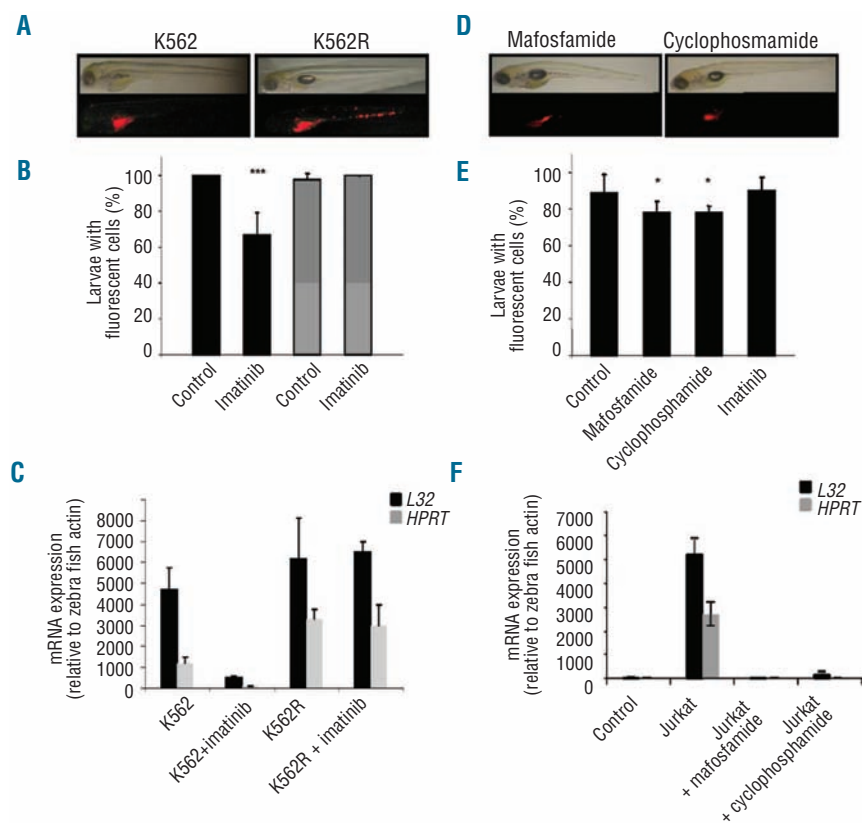 A
K562
K562R
B
Larvae with
fluorescent cells (%)
100
80
60
40
20
0
***
Control
Imatinib
Control
Imatinib
C
mRNA expression
(relative to zebra fish actin)
8000
7000
6000
5000
4000
3000
2000
1000
0
L32
HPRT
K562
K562+imatinib
K562R
K562R + imatinib
D
Mafosfamide
Cyclophosmamide
E
Larvae with
fluorescent cells (%)
100
80
60
40
20
0
*
*
Control
Mafosfamide
Cyclophosphamide
Imatinib
F
mRNA expression
(relative to zebra fish actin)
7000
6000
5000
4000
3000
2000
1000
0
L32
HPRT
Control
Jurkat
Jurkat
+ mafosfamide
Jurkat
+ cyclophosphamide